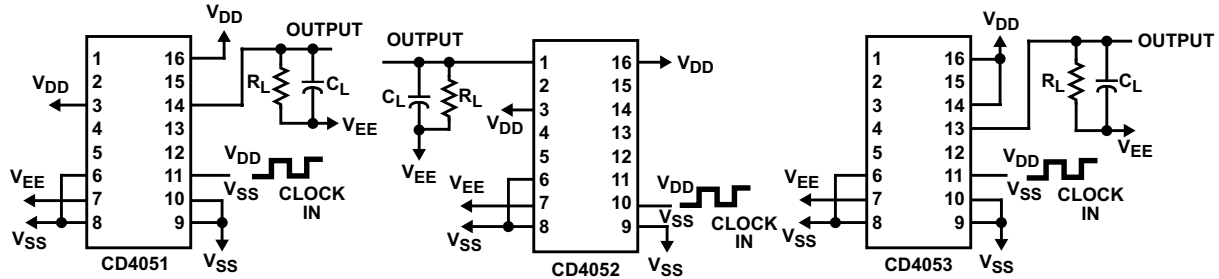 VDD
OUTPUT
1 16
2 15
3 14
4 13
5 12
6 11
7 10
8 9
VDD
RL
CL
VEE
VDD
VSS
CLOCK
IN
VEE
VSS
VSS
CD4051
OUTPUT
1 16
2 15
3 14
4 13
5 12
6 11
7 10
8 9
VDD
CL
RL
VDD
VEE
VEE
VDD
VSS
CLOCK
IN
VSS
VSS
CD4052
VDD
OUTPUT
1 16
2 15
3 14
4 13
5 12
6 11
7 10
8 9
RL
CL
VEE
VDD
VSS
CLOCK
IN
VEE
VSS
VSS
CD4053